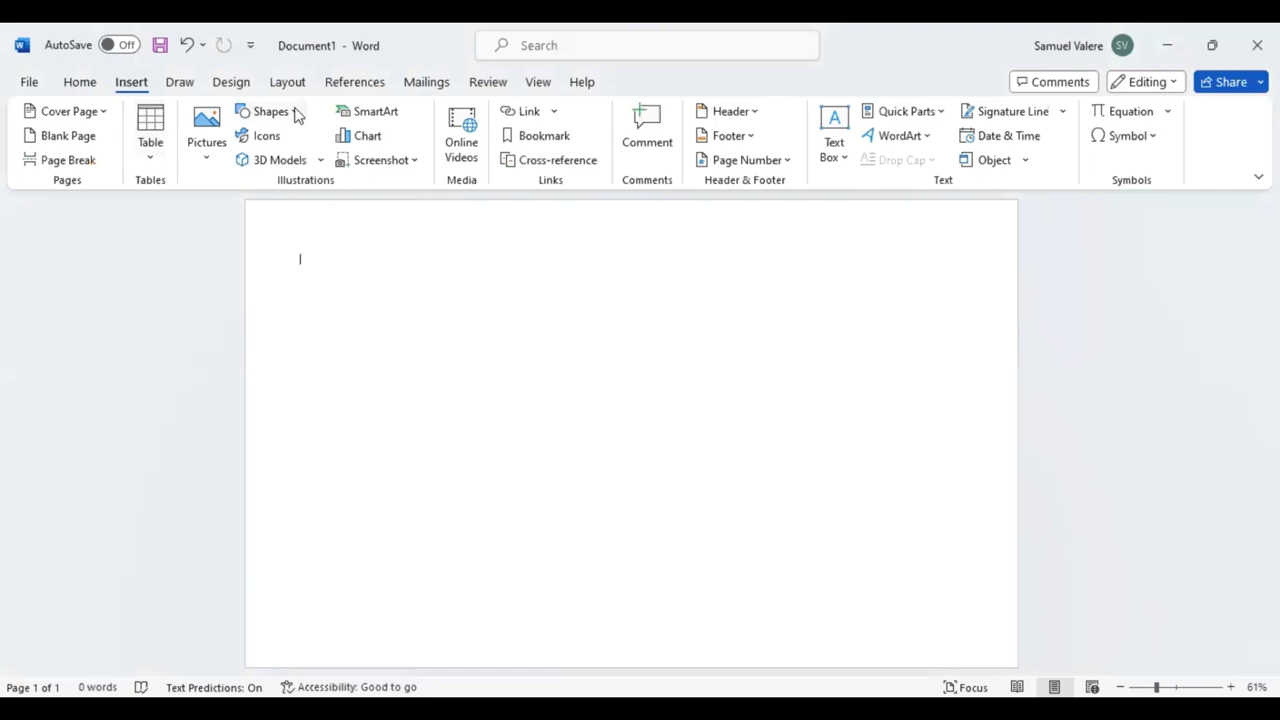 AutoSave Off Document1 - Word Search Samuel Valere SV
File Home Insert Draw Design Layout References Mailings Review View Help Comments Editing Share
Cover Page
Blank Page
Page Break
Pages
Table
Tables
Pictures
Shapes
Icons
3D Models
SmartArt
Chart
Screenshot
Illustrations
Online
Videos
Media
Link
Bookmark
Cross-reference
Links
Comment
Comments
Header
Footer
Page Number
Header & Footer
A
Text
Box
Quick Parts
WordArt
Drop Cap
Signature Line
Date & Time
Object
Text
Equation
Symbol
Symbols
Page 1 of 1 0 words Text Predictions: On Accessibility: Good to go Focus 61%